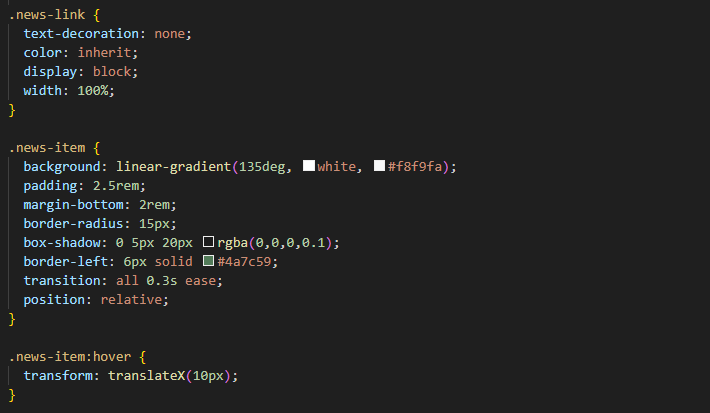 .news-link {
text-decoration: none;
color: inherit;
display: block;
width: 100%;
}
.news-item {
background: linear-gradient(135deg, white, #f8f9fa);
padding: 2.5rem;
margin-bottom: 2rem;
border-radius: 15px;
box-shadow: 0 5px 20px rgba(0,0,0,0.1);
border-left: 6px solid #4a7c59;
transition: all 0.3s ease;
position: relative;
}
.news-item:hover {
transform: translateX(10px);
}